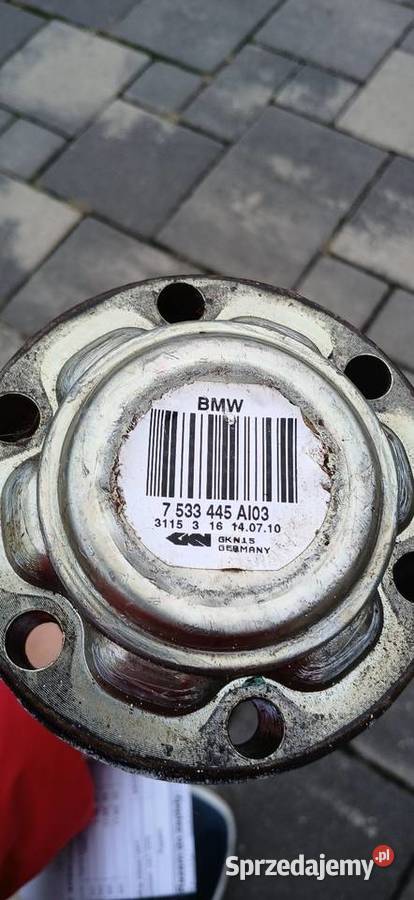 BMW
7 533 445 AI03
3115 3 16 14.07.10
GKN GKN15
GERMANY
Sprzedajemy.pl